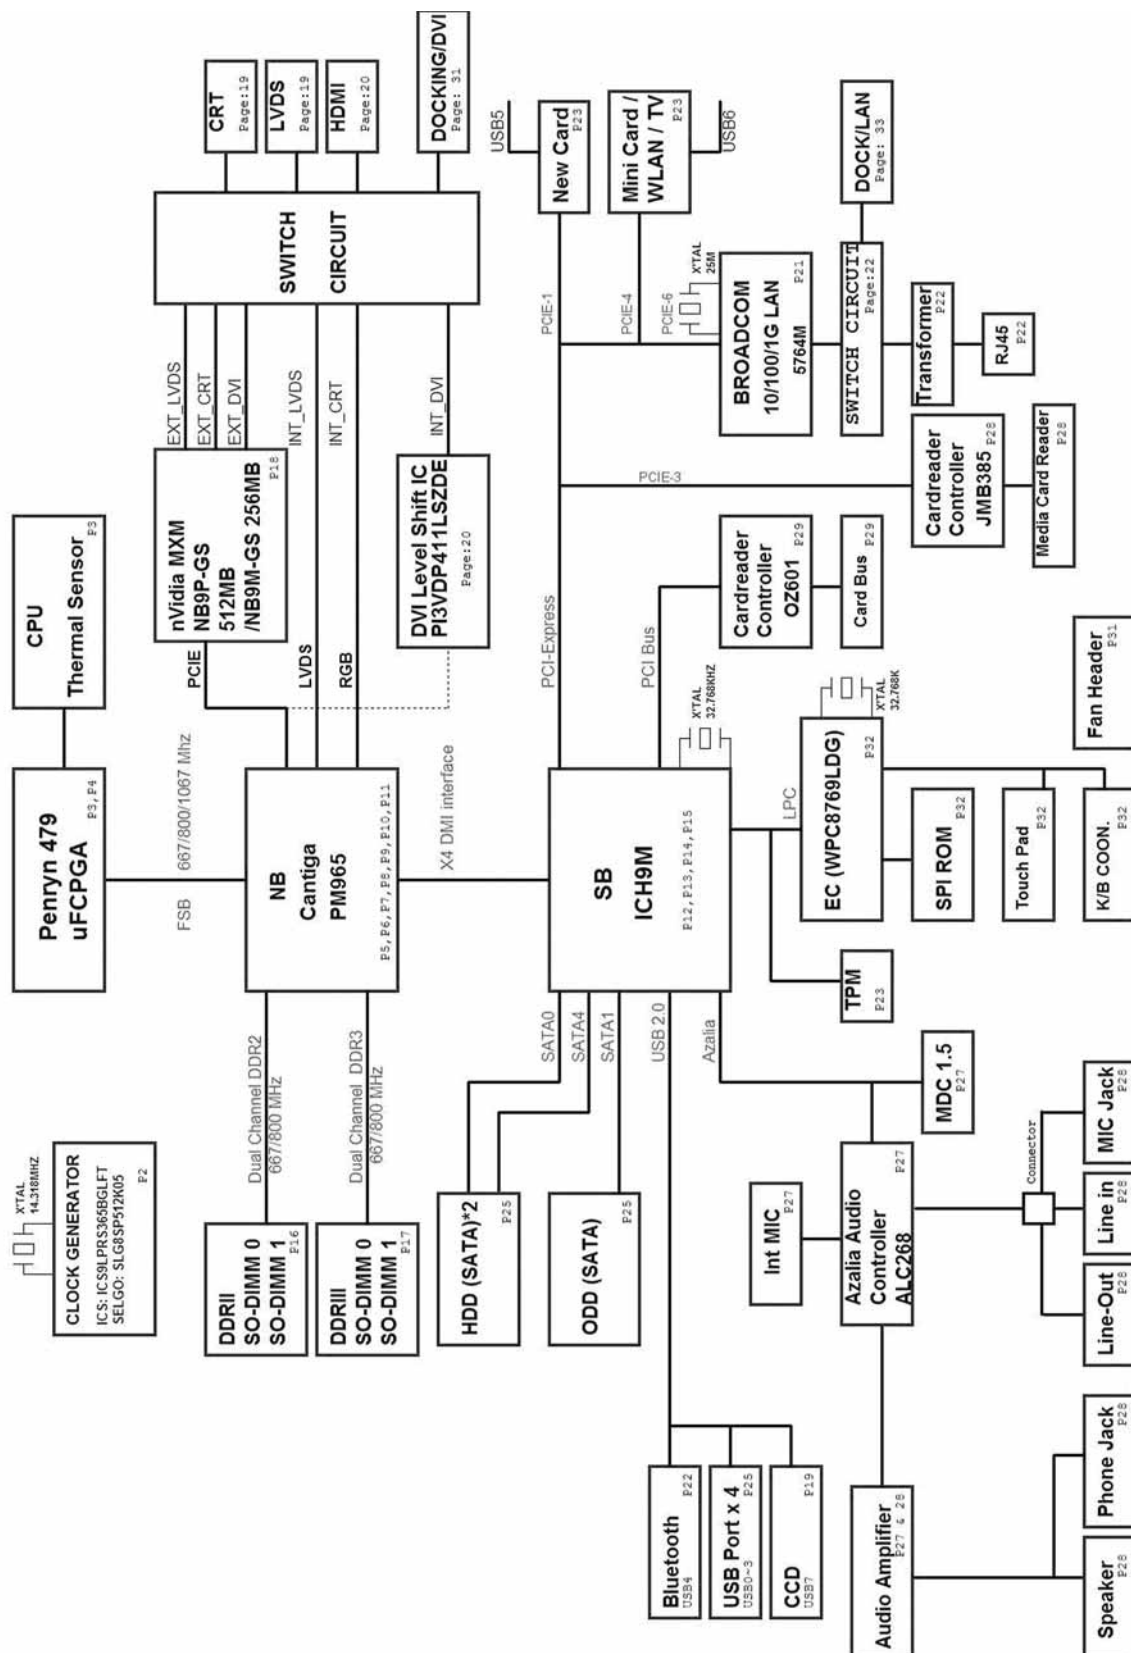 X'TAL
14.318MHZ
CLOCK GENERATOR
ICS: ICS9LPRS365BGLFT
SELGO: SLG8SP512K05
P2
Penryn 479
uFCPGA
P3, P4
CPU
Thermal Sensor
P3
FSB 667/800/1067 Mhz
CRT
Page:19
LVDS
Page:19
HDMI
Page:20
DOCKING/DVI
Page: 31
SWITCH
CIRCUIT
EXT_LVDS
EXT_CRT
EXT_DVI
INT_LVDS
INT_CRT
INT_DVI
nVidia MXM
NB9P-GS
512MB
/NB9M-GS 256MB
P18
PCIE
LVDS
RGB
DVI Level Shift IC
PI3VDP411LSZDE
Page:20
NB
Cantiga
PM965
P5, P6, P7, P8, P9, P10, P11
Dual Channel DDR2
667/800 MHz
Dual Channel DDR3
667/800 MHz
DDRII
SO-DIMM 0
SO-DIMM 1
P16
DDRIII
SO-DIMM 0
SO-DIMM 1
P17
X4 DMI interface
SB
ICH9M
P12, P13, P14, P15
SATA0
SATA4
SATA1
USB 2.0
Azalia
HDD (SATA)*2
P25
ODD (SATA)
P25
PCI-Express
PCI Bus
X'TAL
32.768KHZ
USB5
New Card
P23
Mini Card /
WLAN / TV
P23
USB6
PCIE-1
PCIE-4
PCIE-6
X'TAL
25M
BROADCOM
10/100/1G LAN
5764M
P21
DOCK/LAN
Page: 33
SWITCH CIRCUIT
Page:22
Transformer
P22
RJ45
P22
PCIE-3
Cardreader
Controller
JMB385
P28
Media Card Reader
P28
Cardreader
Controller
OZ601
P29
Card Bus
P29
LPC
EC (WPC8769LDG)
P32
X'TAL
32.768K
SPI ROM
P32
Touch Pad
P32
K/B COON.
P32
Fan Header
P31
TPM
P23
MDC 1.5
P27
Int MIC
P27
Azalia Audio
Controller
ALC268
P27
Connector
MIC Jack
P28
Line in
P28
Line-Out
P28
Bluetooth
USB4
P22
USB Port x 4
USB0~3
P25
CCD
USB7
P19
Audio Amplifier
P27 & 28
Phone Jack
P28
Speaker
P28